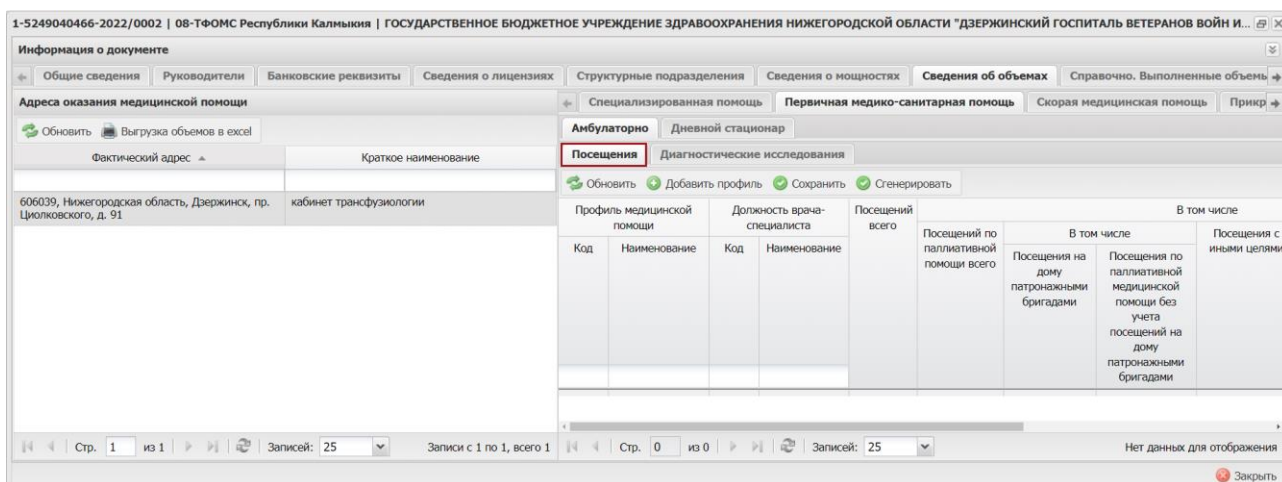 1-5249040466-2022/0002 | 08-ТФОМС Республики Калмыкия | ГОСУДАРСТВЕННОЕ БЮДЖЕТНОЕ УЧРЕЖДЕНИЕ ЗДРАВООХРАНЕНИЯ НИЖЕГОРОДСКОЙ ОБЛАСТИ "ДЗЕРЖИНСКИЙ ГОСПИТАЛЬ ВЕТЕРАНОВ ВОЙН И...
Информация о документе
Общие сведения Руководители Банковские реквизиты Сведения о лицензиях Структурные подразделения Сведения о мощностях Сведения об объемах Справочно. Выполненные объемы
Адреса оказания медицинской помощи
Обновить Выгрузка объемов в excel
Фактический адрес Краткое наименование
606039, Нижегородская область, Дзержинск, пр. Циолковского, д. 91
кабинет трансфузиологии
Стр. 1 из 1 Записей: 25 Записи с 1 по 1, всего 1
Специализированная помощь Первичная медико-санитарная помощь Скорая медицинская помощь Прикр
Амбулаторно Дневной стационар
Посещения Диагностические исследования
Обновить Добавить профиль Сохранить Сгенерировать
Профиль медицинской помощи
Код Наименование
Должность врача-специалиста
Код Наименование
Посещений всего
В том числе
Посещений по паллиативной помощи всего
В том числе
Посещения на дому патронажными бригадами
Посещения по паллиативной медицинской помощи без учета посещений на дому патронажными бригадами
Посещения с иными целями
Стр. 0 из 0 Записей: 25 Нет данных для отображения
Закрыть